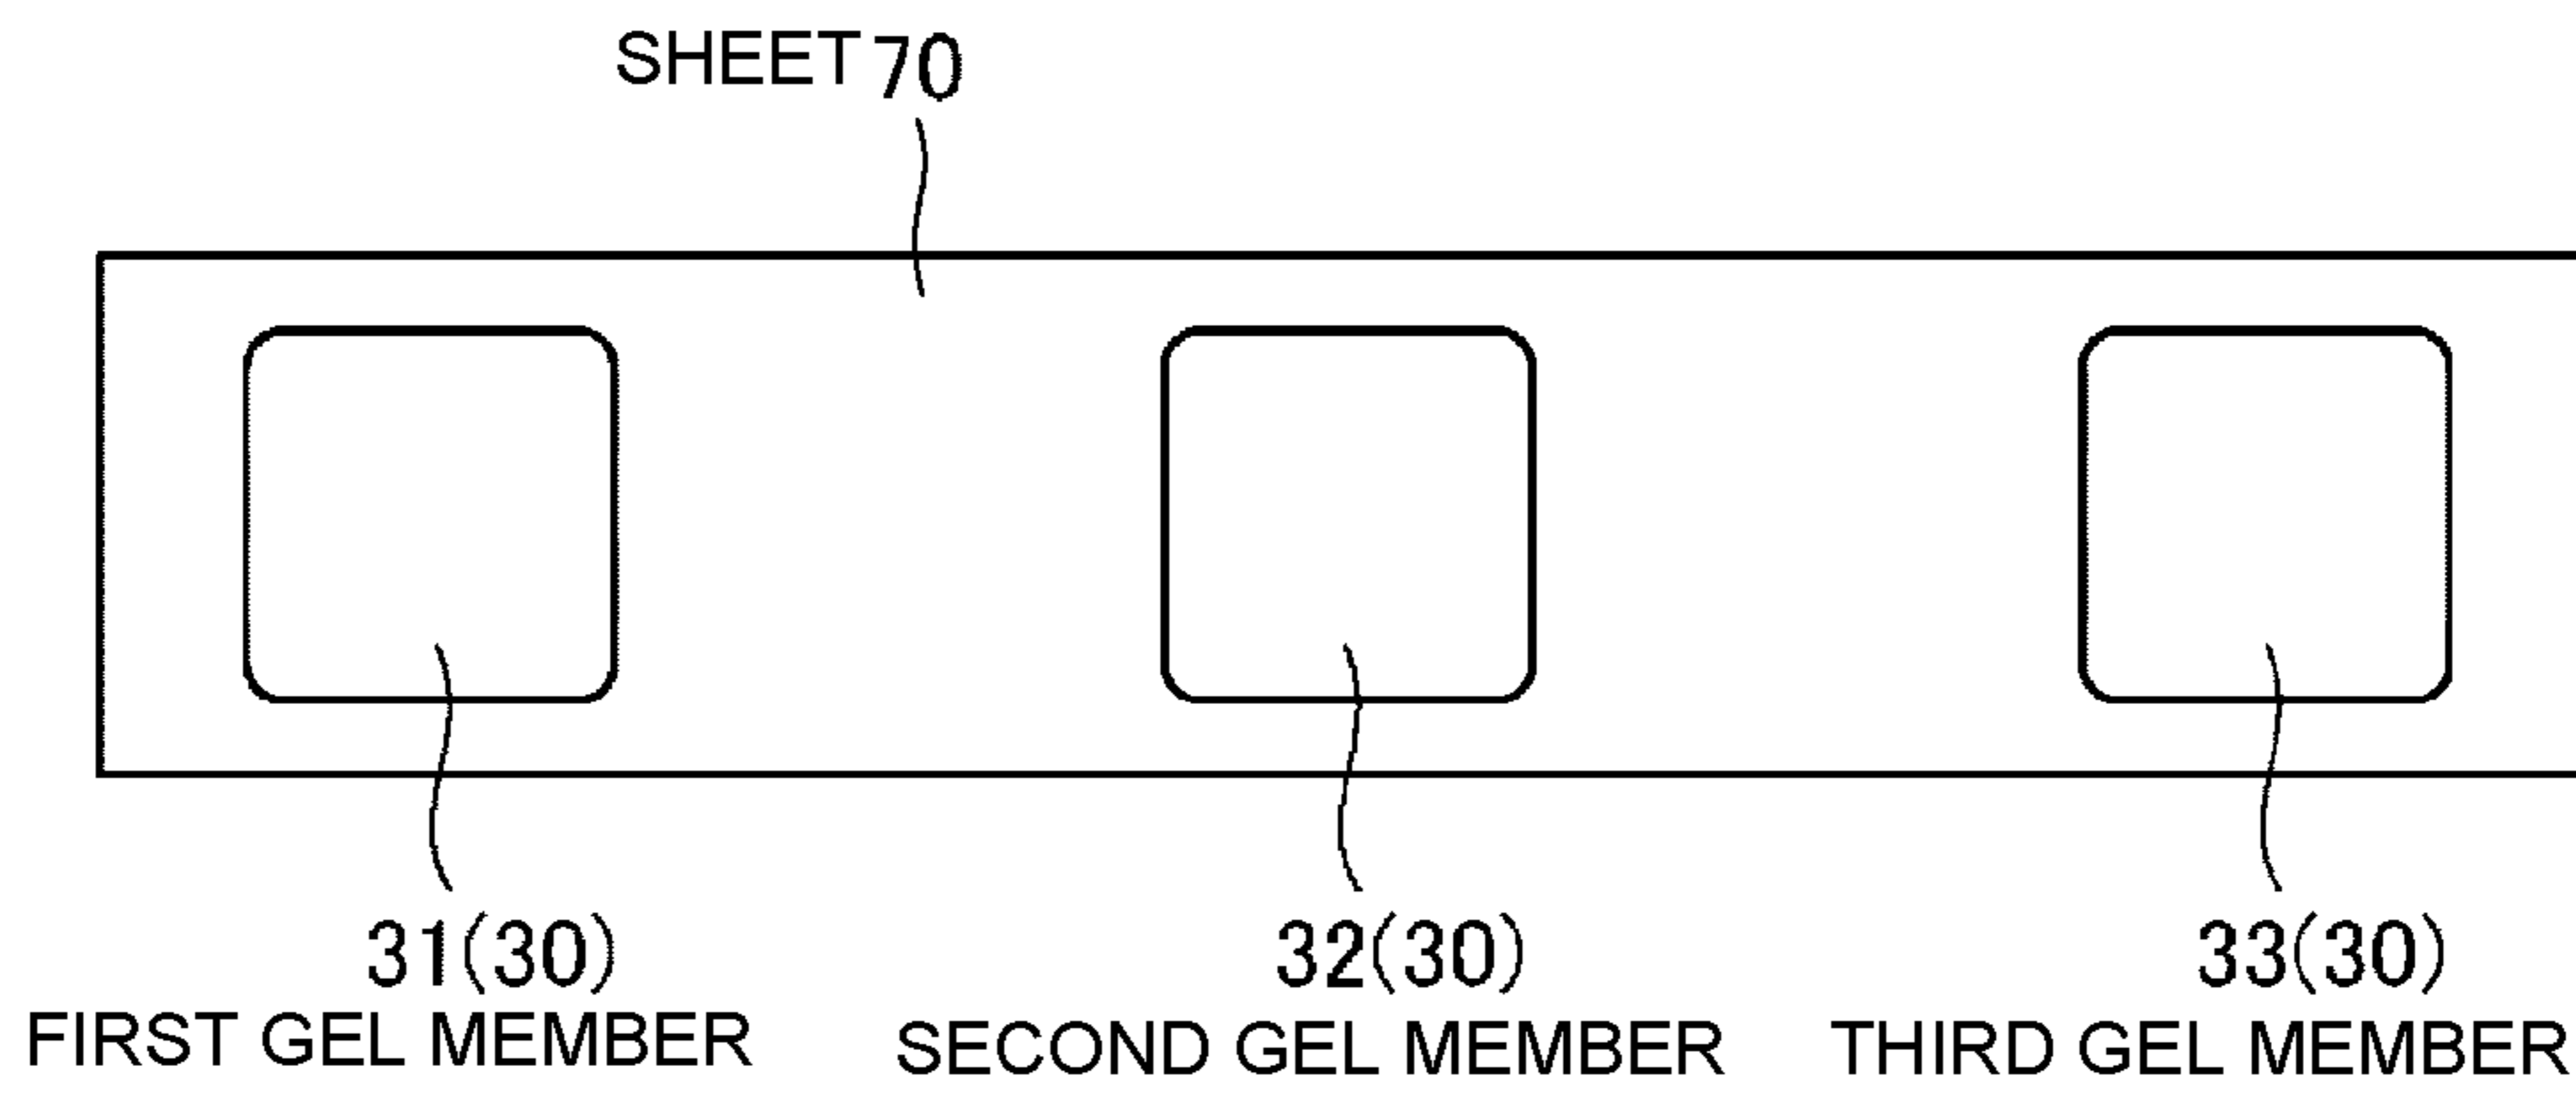 SHEET 70
31(30) 32(30) 33(30)
FIRST GEL MEMBER SECOND GEL MEMBER THIRD GEL MEMBER